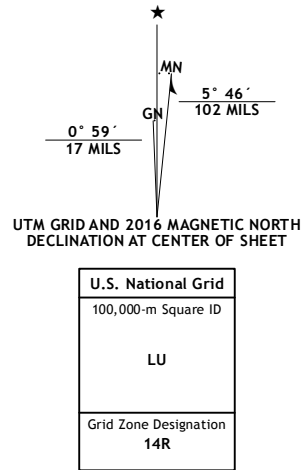 MN
GN
5° 46´
102 MILS
0° 59´
17 MILS
UTM GRID AND 2016 MAGNETIC NORTH
DECLINATION AT CENTER OF SHEET
U.S. National Grid
100,000-m Square ID
LU
Grid Zone Designation
14R